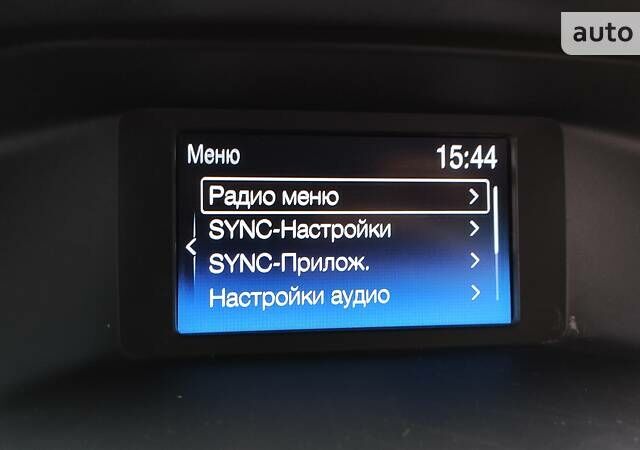 auto
Меню 15:44
Радио меню
SYNC-Настройки
SYNC-Прилож.
Настройки аудио